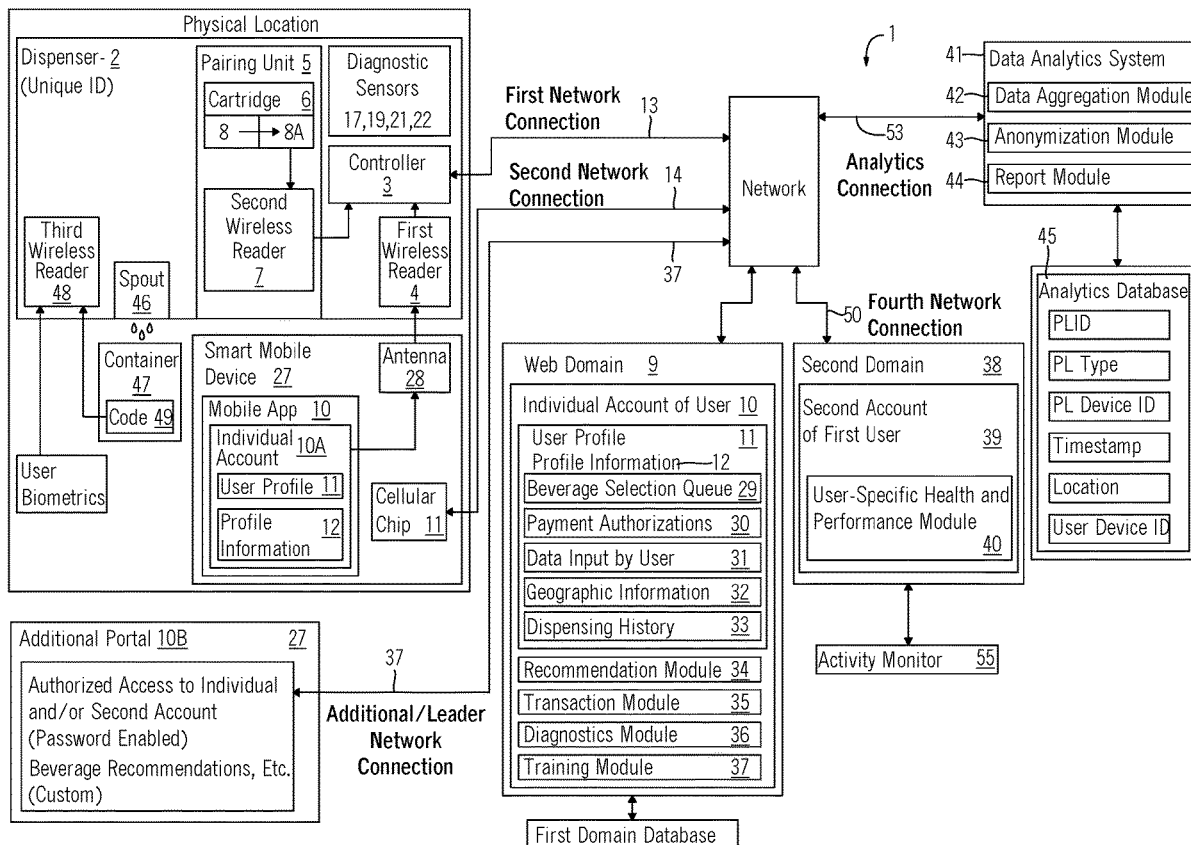 Physical Location
Dispenser- 2
(Unique ID)
Pairing Unit 5
Cartridge 6
8 8A
Second
Wireless
Reader
7
Diagnostic
Sensors
17,19,21,22
Controller
3
First
Wireless
Reader
4
Third
Wireless
Reader
48
Spout
46
Container
47
Code 49
User
Biometrics
Smart Mobile
Device 27
Antenna
28
Mobile App 10
Individual
Account 10A
User Profile 11
Profile
Information 12
Cellular
Chip 11
First Network
Connection
13
Second Network
Connection
14
37
Network
1
53
Analytics
Connection
41
Data Analytics System
42
Data Aggregation Module
43
Anonymization Module
44
Report Module
45
Analytics Database
PLID
PL Type
PL Device ID
Timestamp
Location
User Device ID
50
Fourth Network
Connection
Web Domain 9
Individual Account of User 10
User Profile 11
Profile Information 12
Beverage Selection Queue 29
Payment Authorizations 30
Data Input by User 31
Geographic Information 32
Dispensing History 33
Recommendation Module 34
Transaction Module 35
Diagnostics Module 36
Training Module 37
First Domain Database
Second Domain 38
Second Account
of First User 39
User-Specific Health and
Performance Module
40
Activity Monitor 55
Additional Portal 10B 27
Authorized Access to Individual
and/or Second Account
(Password Enabled)
Beverage Recommendations, Etc.
(Custom)
37
Additional/Leader
Network
Connection